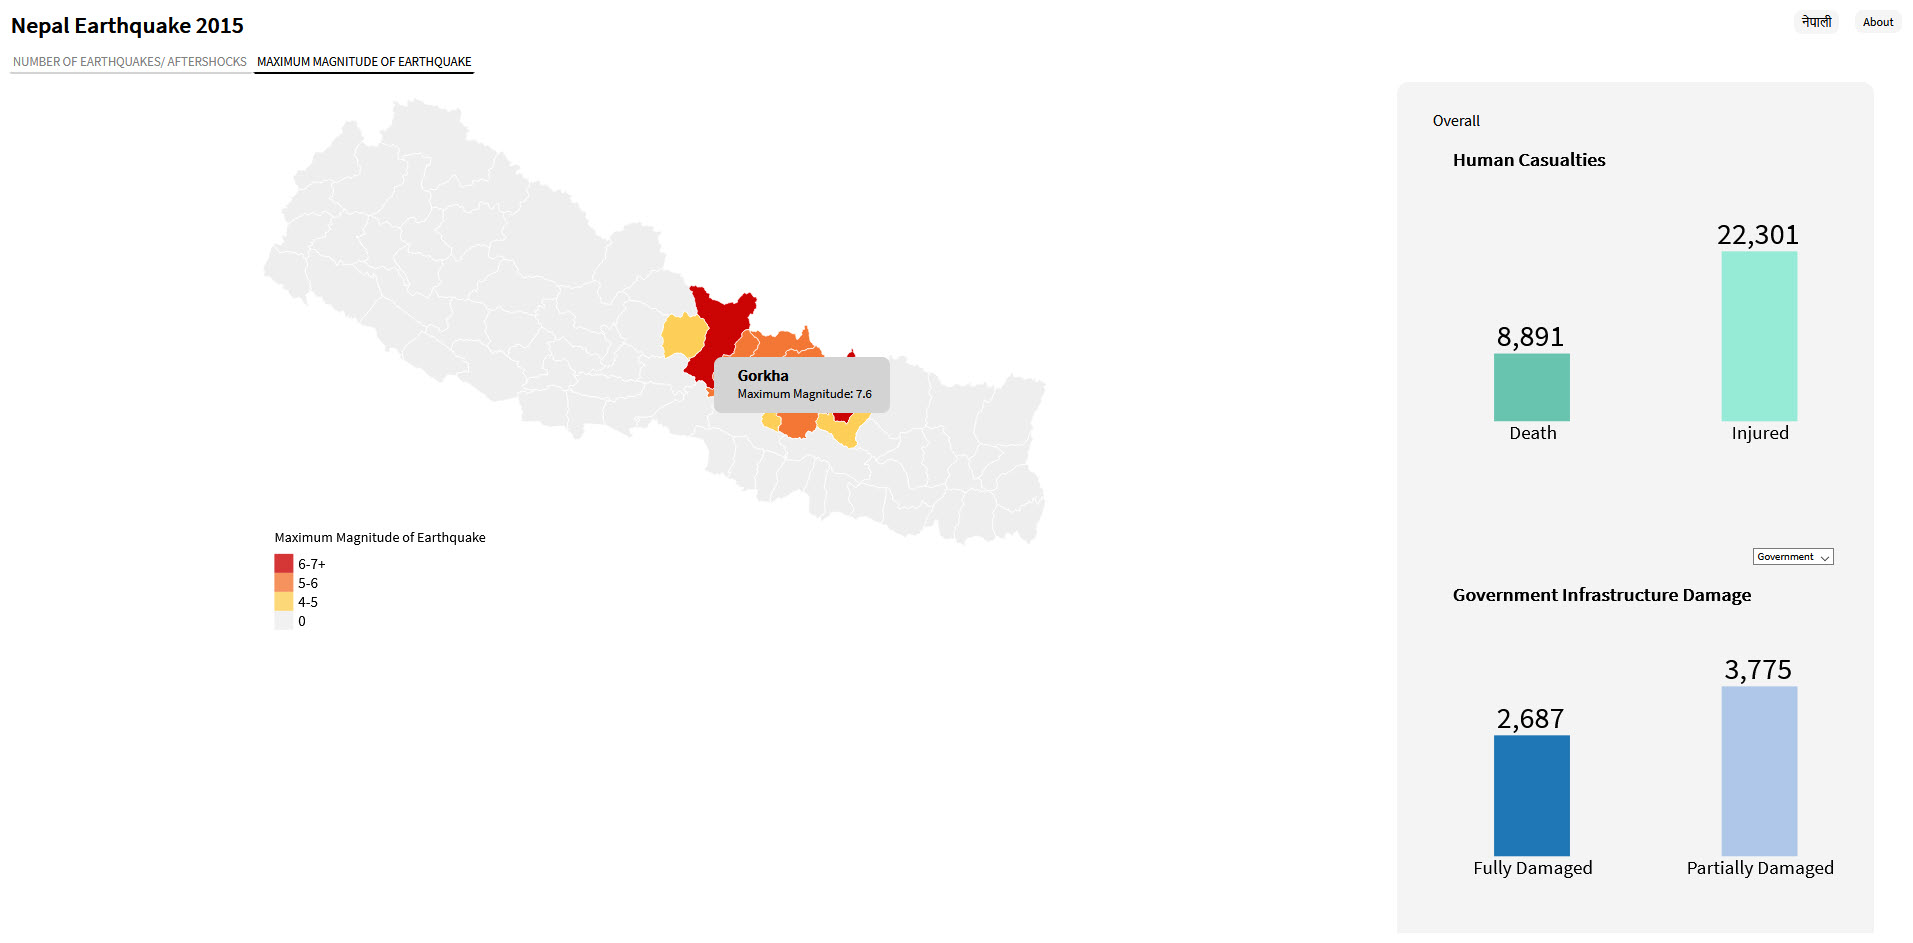 Nepal Earthquake 2015
नेपाली
About
NUMBER OF EARTHQUAKES/ AFTERSHOCKS
MAXIMUM MAGNITUDE OF EARTHQUAKE
Gorkha
Maximum Magnitude: 7.6
Maximum Magnitude of Earthquake
6-7+
5-6
4-5
0
Overall
Human Casualties
22,301
8,891
Death
Injured
Government
Government Infrastructure Damage
3,775
2,687
Fully Damaged
Partially Damaged